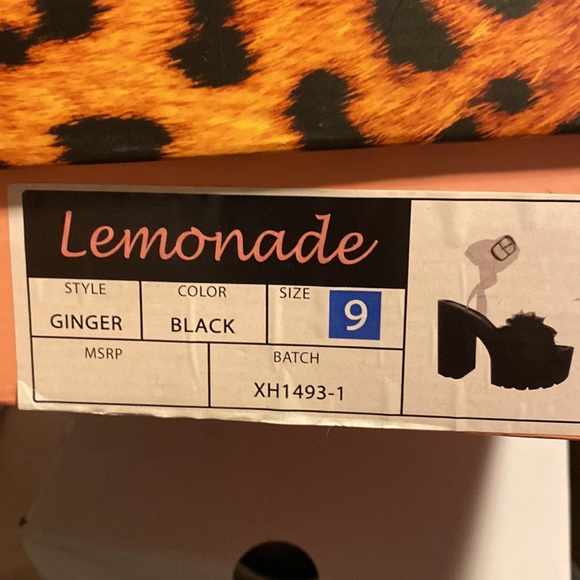 Lemonade
STYLE COLOR SIZE
GINGER BLACK 9
MSRP BATCH
XH1493-1